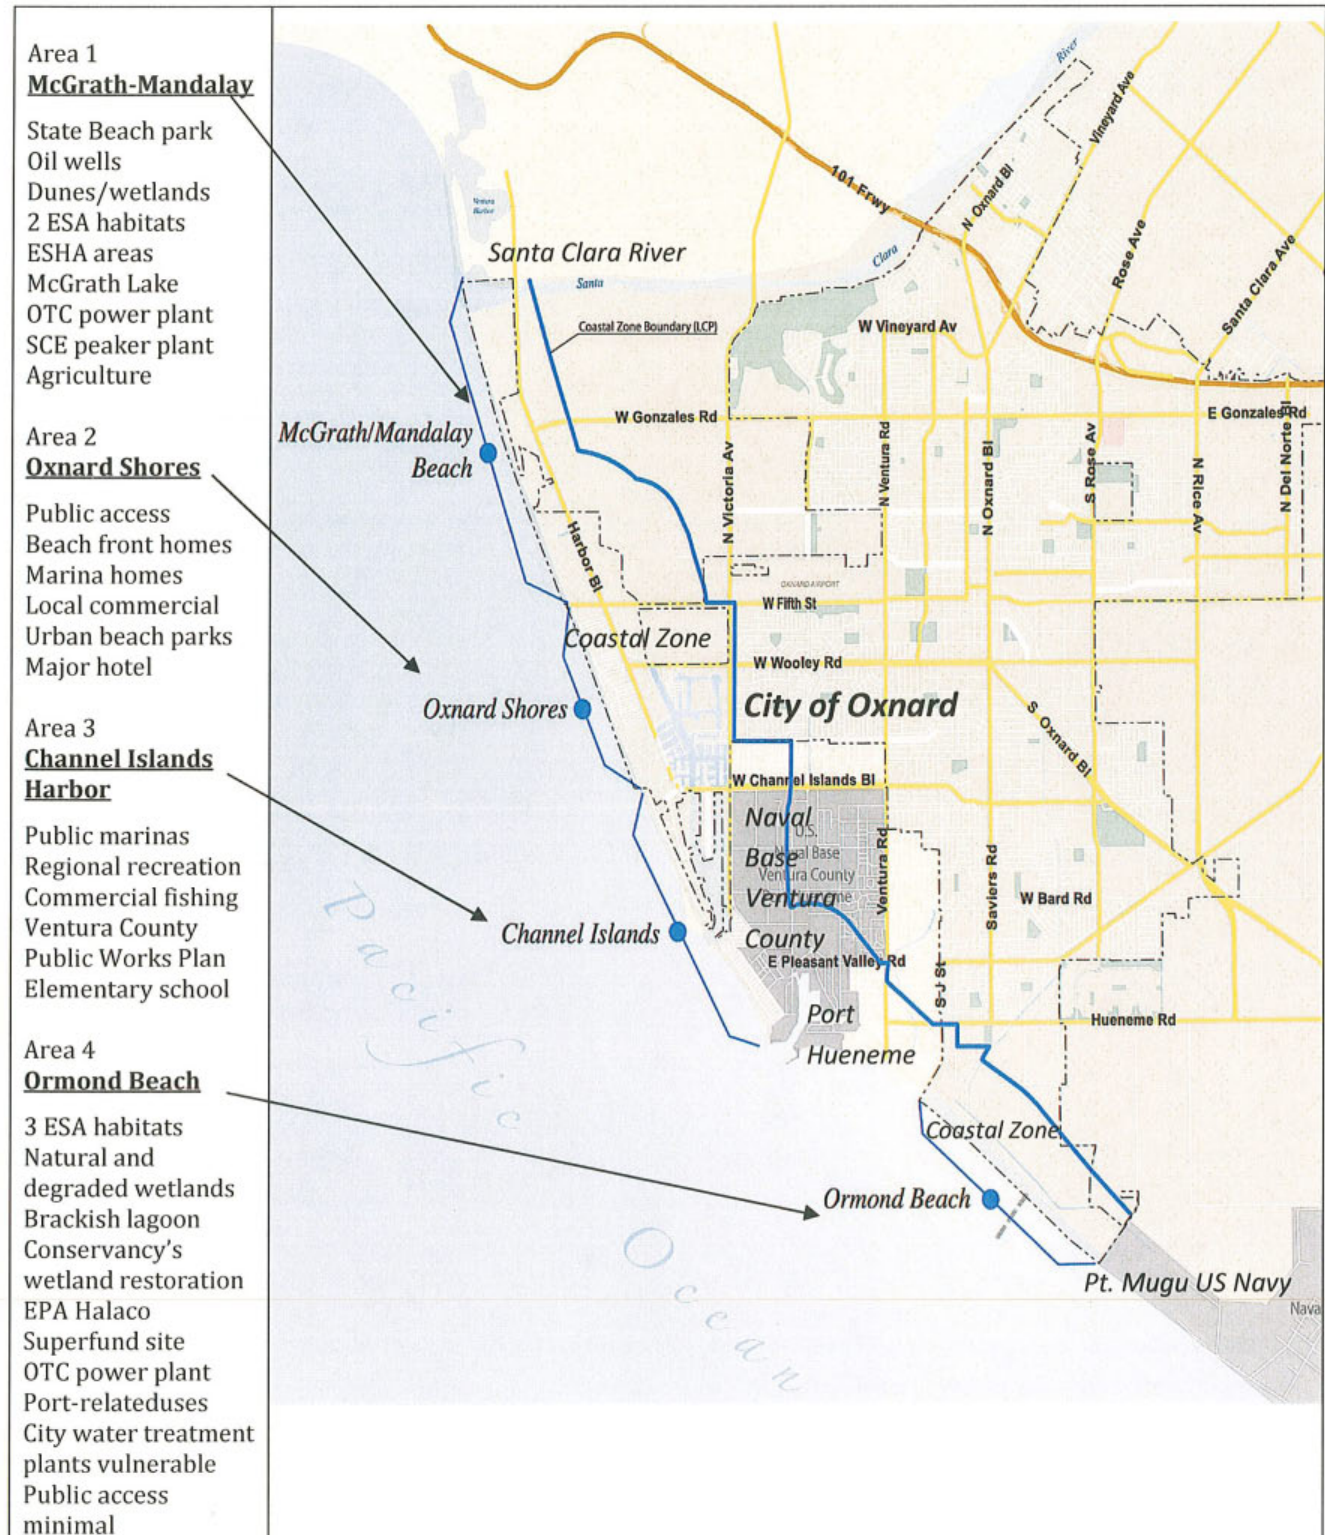 Area 1
McGrath-Mandalay
State Beach park
Oil wells
Dunes/wetlands
2 ESA habitats
ESHA areas
McGrath Lake
OTC power plant
SCE peaker plant
Agriculture
Area 2
Oxnard Shores
Public access
Beach front homes
Marina homes
Local commercial
Urban beach parks
Major hotel
Area 3
Channel Islands
Harbor
Public marinas
Regional recreation
Commercial fishing
Ventura County
Public Works Plan
Elementary school
Area 4
Ormond Beach
3 ESA habitats
Natural and
degraded wetlands
Brackish lagoon
Conservancy's
wetland restoration
EPA Halaco
Superfund site
OTC power plant
Port-relateduses
City water treatment
plants vulnerable
Public access
minimal
River
Vineyard Ave
N Oxnard Bl
101 Frwy
Rose Ave
Santa Clara Ave
Ventura
Harbor
Santa Clara River
Clara
Santa
Coastal Zone Boundary (LCP)
W Vineyard Av
W Gonzales Rd
E Gonzales Rd
McGrath/Mandalay
Beach
N Victoria Av
N Ventura Rd
N Oxnard Bl
S Rose Av
N Rice Av
N Del Norte Bl
Harbor Bl
OXNARD AIRPORT
W Fifth St
Coastal Zone
W Wooley Rd
Oxnard Shores
City of Oxnard
S Oxnard Bl
W Channel Islands Bl
Naval
Base
Ventura
County
U.S.
Naval Base
Ventura County
Ventura Rd
Saviers Rd
W Bard Rd
Channel Islands
E Pleasant Valley Rd
S J St
Port
Hueneme
Hueneme Rd
Pacific
Ocean
Coastal Zone
Ormond Beach
Pt. Mugu US Navy
Nava